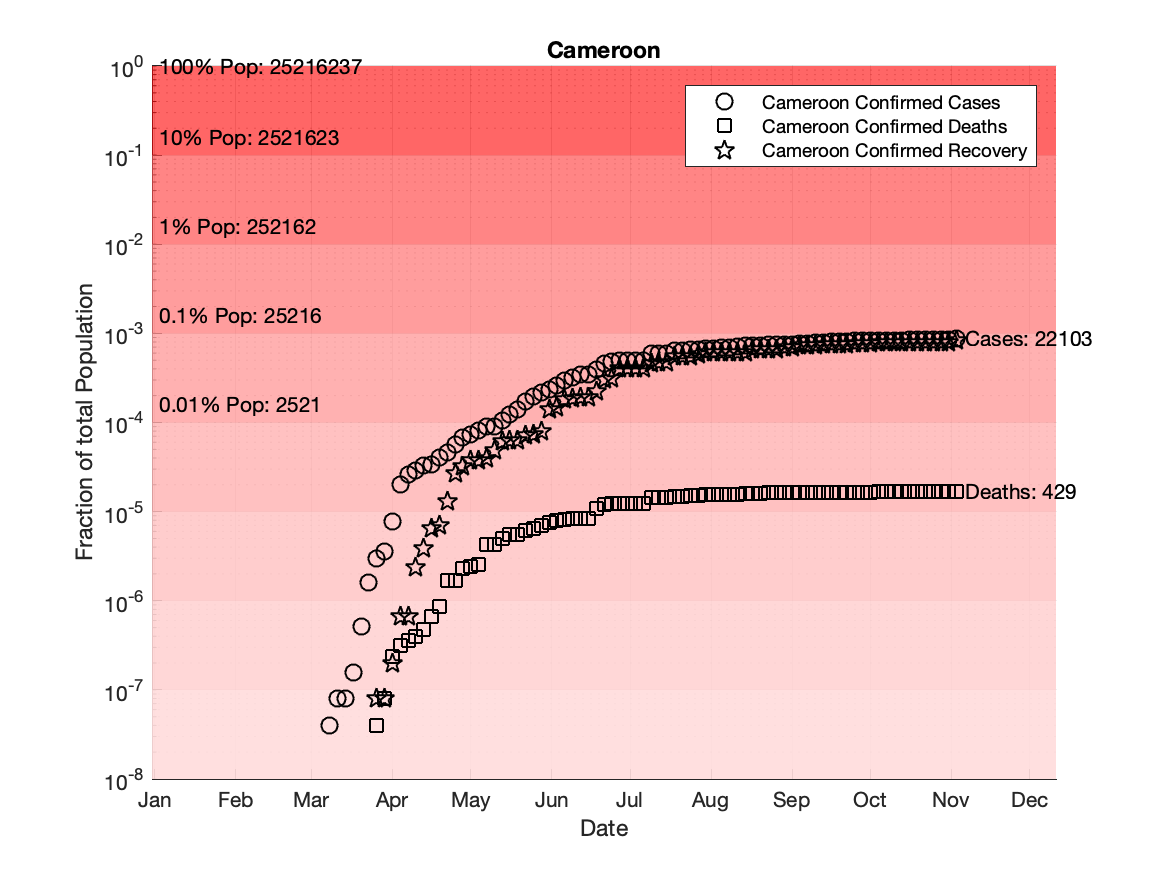 Cameroon
10^0
10^-1
10^-2
10^-3
10^-4
10^-5
10^-6
10^-7
10^-8
Fraction of total Population
100% Pop: 25216237
10% Pop: 2521623
1% Pop: 252162
0.1% Pop: 25216
0.01% Pop: 2521
Cameroon Confirmed Cases
Cameroon Confirmed Deaths
Cameroon Confirmed Recovery
Cases: 22103
Deaths: 429
Jan Feb Mar Apr May Jun Jul Aug Sep Oct Nov Dec
Date